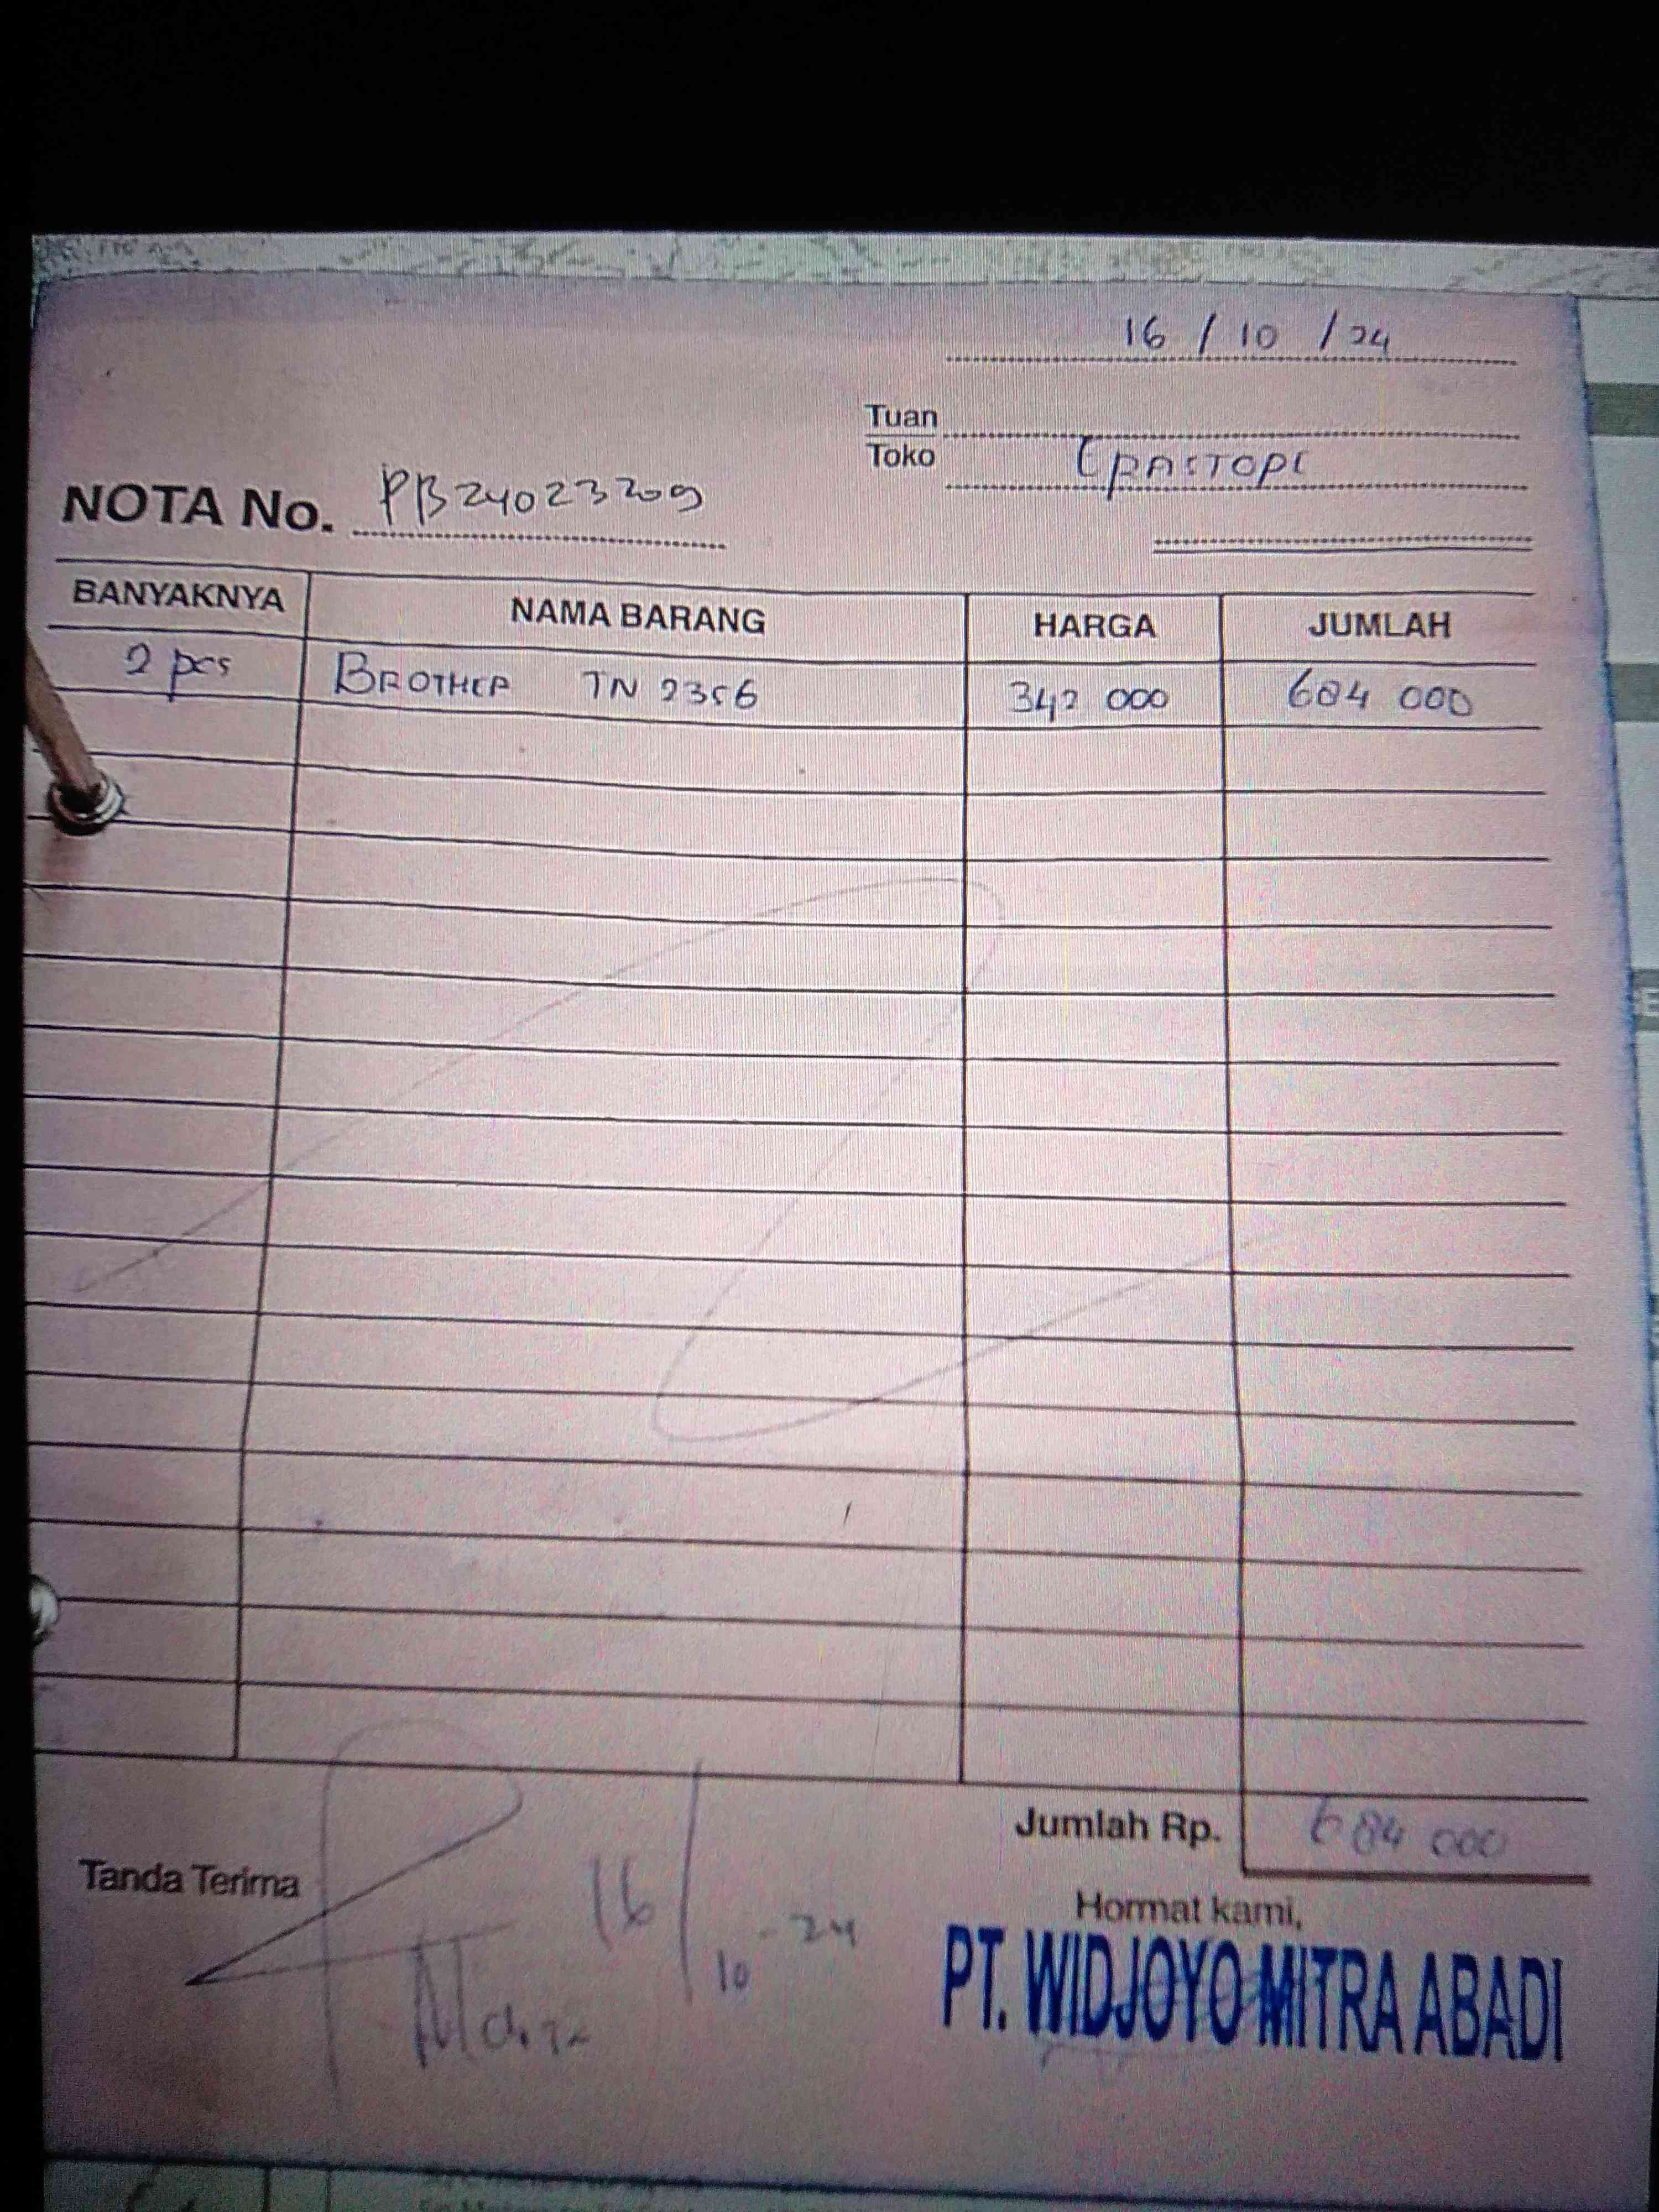 16 / 10 / 24
Tuan
Toko
NOTA No. PB24023209
BANYAKNYA NAMA BARANG HARGA JUMLAH
2 pcs BROTHER TN 2356 342 000 684 000
Jumlah Rp. 684 000
Tanda Terima 16/10-24
Hormat kami,
PT. WIDJOYO MITRA ABADI